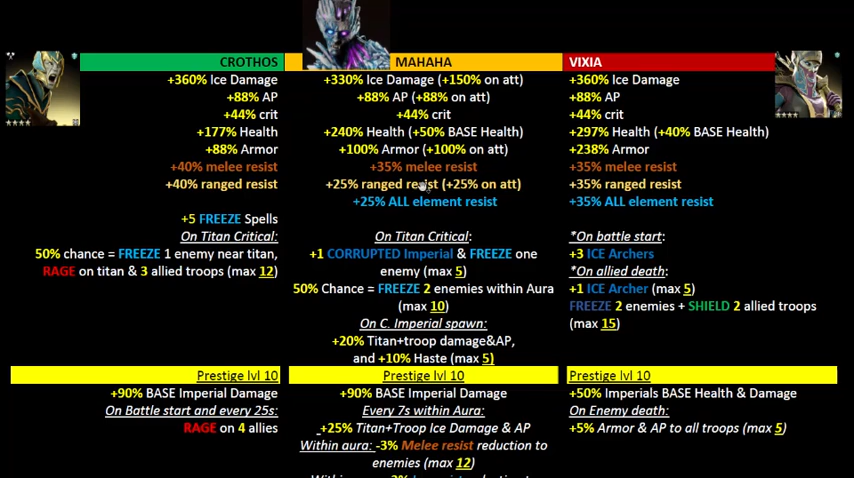 CROTHOS
+360% Ice Damage
+88% AP
+44% crit
+177% Health
+88% Armor
+40% melee resist
+40% ranged resist
+5 FREEZE Spells
On Titan Critical:
50% chance = FREEZE 1 enemy near titan,
RAGE on titan & 3 allied troops (max 12)
Prestige lvl 10
+90% BASE Imperial Damage
On Battle start and every 25s:
RAGE on 4 allies
MAHAHA
+330% Ice Damage (+150% on att)
+88% AP (+88% on att)
+44% crit
+240% Health (+50% BASE Health)
+100% Armor (+100% on att)
+35% melee resist
+25% ranged resist (+25% on att)
+25% ALL element resist
On Titan Critical:
+1 CORRUPTED Imperial & FREEZE one
enemy (max 5)
50% Chance = FREEZE 2 enemies within Aura
(max 10)
On C. Imperial spawn:
+20% Titan+troop damage&AP,
and +10% Haste (max 5)
Prestige lvl 10
+90% BASE Imperial Damage
Every 7s within Aura:
+25% Titan+Troop Ice Damage & AP
Within aura: -3% Melee resist reduction to
enemies (max 12)
VIXIA
+360% Ice Damage
+88% AP
+44% crit
+297% Health (+40% BASE Health)
+238% Armor
+35% melee resist
+35% ranged resist
+35% ALL element resist
*On battle start:
+3 ICE Archers
*On allied death:
+1 ICE Archer (max 5)
FREEZE 2 enemies + SHIELD 2 allied troops
(max 15)
Prestige lvl 10
+50% Imperials BASE Health & Damage
On Enemy death:
+5% Armor & AP to all troops (max 5)